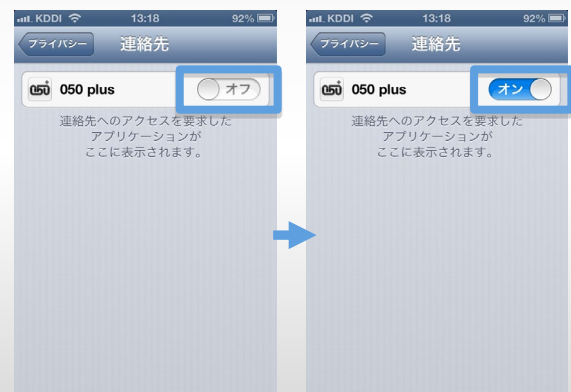 KDDI 13:18 92%
プライバシー 連絡先
050 050 plus オフ
連絡先へのアクセスを要求した
アプリケーションが
ここに表示されます。
KDDI 13:18 92%
プライバシー 連絡先
050 050 plus オン
連絡先へのアクセスを要求した
アプリケーションが
ここに表示されます。